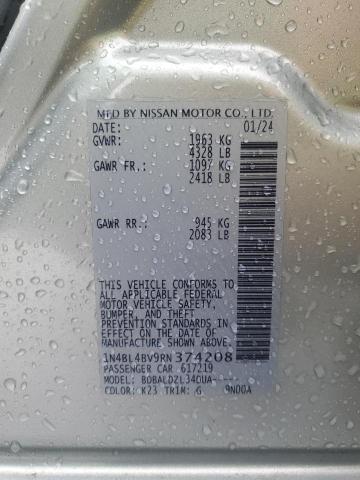 MFD BY NISSAN MOTOR CO., LTD.
DATE: 01/24
GVWR: 1963 KG
4328 LB
GAWR FR: 1097 KG
2418 LB
GAWR RR: 945 KG
2083 LB
THIS VEHICLE CONFORMS TO
ALL APPLICABLE FEDERAL
MOTOR VEHICLE SAFETY,
BUMPER, AND THEFT
PREVENTION STANDARDS
IN EFFECT ON THE DATE OF
MANUFACTURE SHOWN ABOVE.
1N4BL4BV9RN374208
PASSENGER CAR 617219
MODEL: BDBALDZL34DUA-----
COLOR: K23 TRIM: G 9N00A